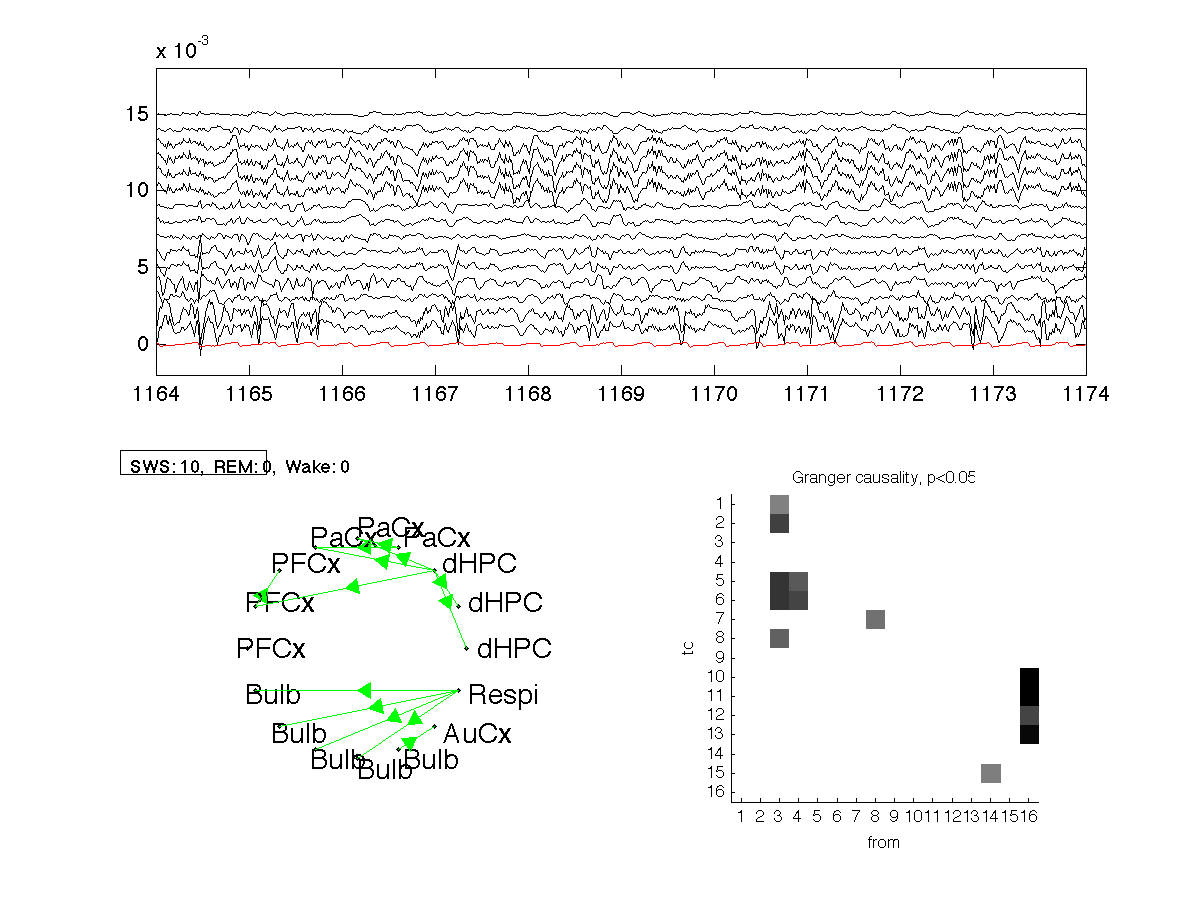 x 10-3
15
10
5
0
1164 1165 1166 1167 1168 1169 1170 1171 1172 1173 1174
SWS:10, REM:0, Wake:0
PaCx
PaCx PaCx
PFCx dHPC
PFCx dHPC
PFCx dHPC
Bulb Respi
Bulb AuCx
Bulb Bulb
Bulb
Granger causality, p<0.05
1
2
3
4
5
6
7
8
9
10
11
12
13
14
15
16
tc
1 2 3 4 5 6 7 8 9 10 11 12 13 14 15 16
from